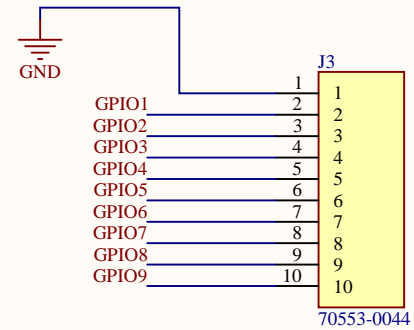 J3
GND
1 1
GPIO1 2 2
GPIO2 3 3
GPIO3 4 4
GPIO4 5 5
GPIO5 6 6
GPIO6 7 7
GPIO7 8 8
GPIO8 9 9
GPIO9 10 10
70553-0044